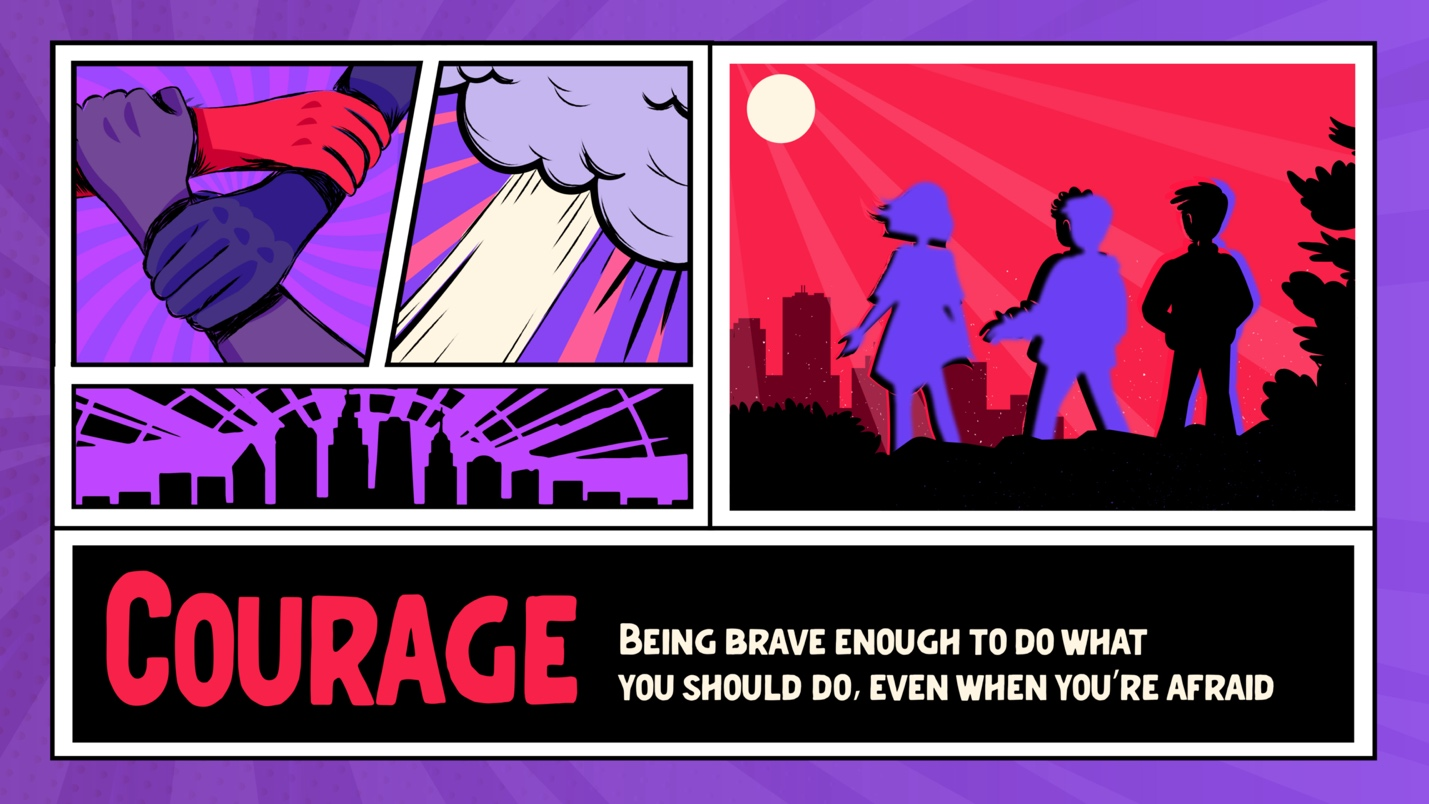 COURAGE
BEING BRAVE ENOUGH TO DO WHAT
YOU SHOULD DO, EVEN WHEN YOU'RE AFRAID